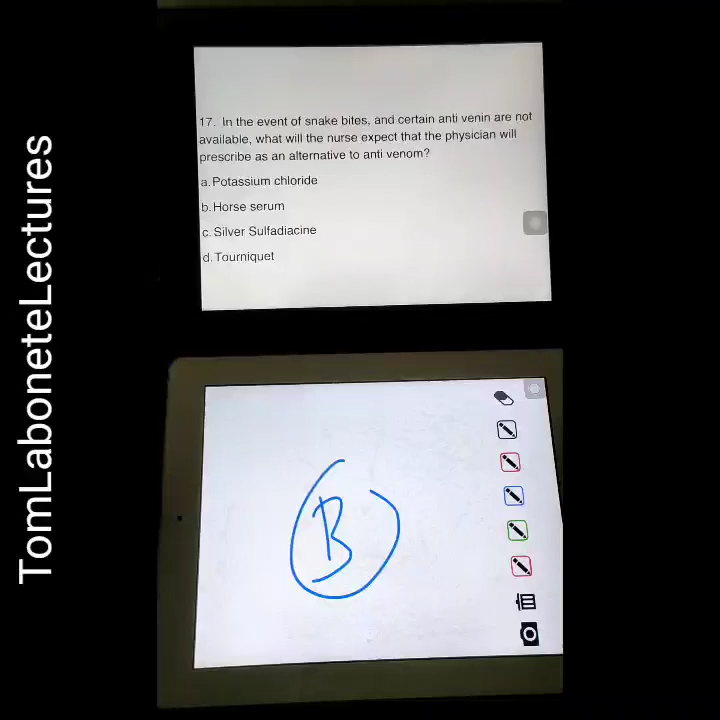 TomLaboneteLectures
17. In the event of snake bites, and certain anti venin are not
available, what will the nurse expect that the physician will
prescribe as an alternative to anti venom?
a. Potassium chloride
b. Horse serum
c. Silver Sulfadiacine
d. Tourniquet
B